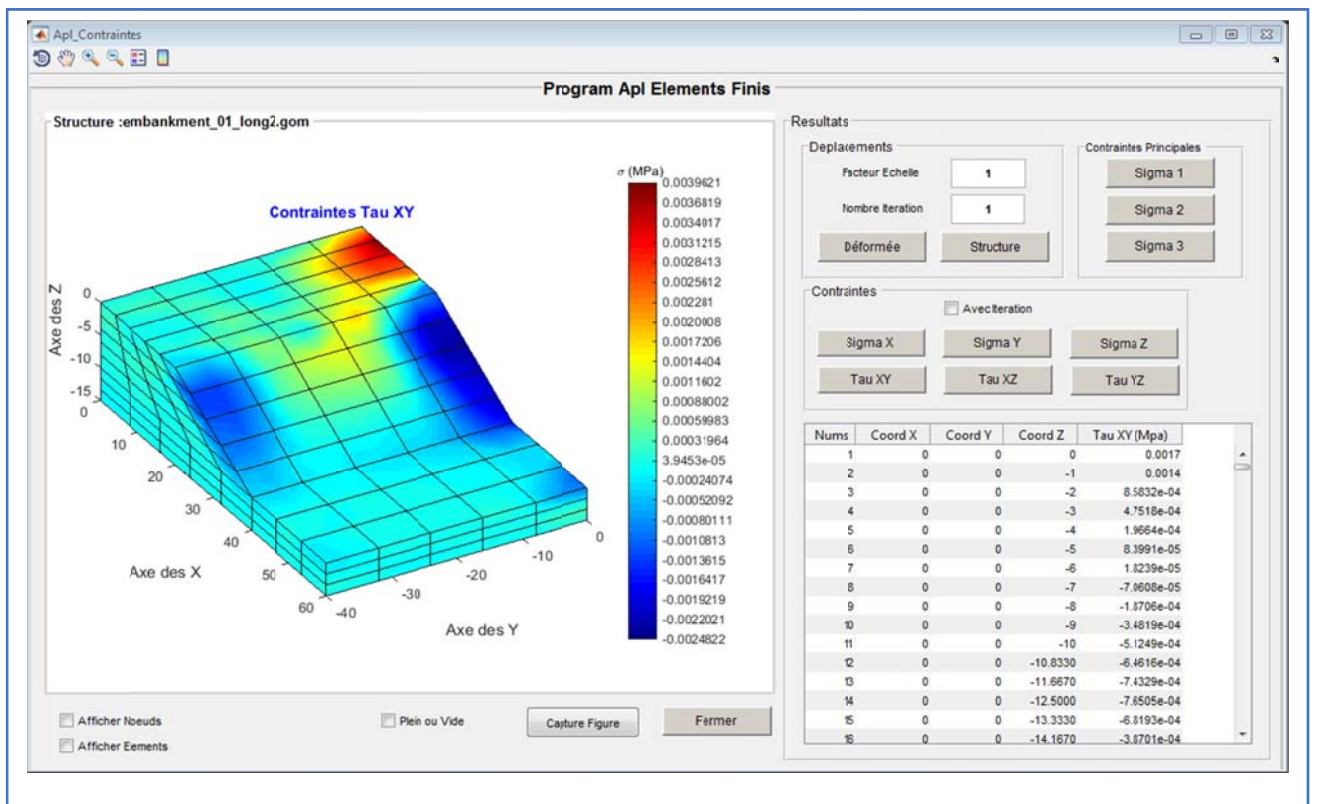 Apl_Contraintes
Program Apl Elements Finis
Structure :embankment_01_long2.gom
Contraintes Tau XY
σ (MPa)
0.0039621
0.0036819
0.0034017
0.0031215
0.0028413
0.0025612
0.002281
0.0020008
0.0017206
0.0014404
0.0011602
0.00088002
0.00059983
0.00031964
3.9453e-05
-0.00024074
-0.00052092
-0.00080111
-0.0010813
-0.0013615
-0.0016417
-0.0019219
-0.0022021
-0.0024822
Axe des Z
0
-5
-10
-15
0
10
20
30
40
50
60
Axe des X
-40
-30
-20
-10
0
Axe des Y
Afficher Noeuds
Afficher Eements
Plein ou Vide
Capture Figure
Fermer
Resultats
Deplacements
Facteur Echelle 1
Nombre Iteration 1
Déformée Structure
Contraintes Principales
Sigma 1
Sigma 2
Sigma 3
Contraintes
Avec Iteration
Sigma X Sigma Y Sigma Z
Tau XY Tau XZ Tau YZ
Nums Coord X Coord Y Coord Z Tau XY (Mpa)
1 0 0 0 0.0017
2 0 0 -1 0.0014
3 0 0 -2 8.5832e-04
4 0 0 -3 4.7518e-04
5 0 0 -4 1.9664e-04
6 0 0 -5 8.3991e-05
7 0 0 -6 1.8239e-05
8 0 0 -7 -7.0608e-05
9 0 0 -8 -1.8706e-04
10 0 0 -9 -3.4819e-04
11 0 0 -10 -5.1249e-04
12 0 0 -10.8330 -6.4616e-04
13 0 0 -11.6670 -7.4329e-04
14 0 0 -12.5000 -7.6505e-04
15 0 0 -13.3330 -6.8193e-04
16 0 0 -14.1670 -3.8701e-04